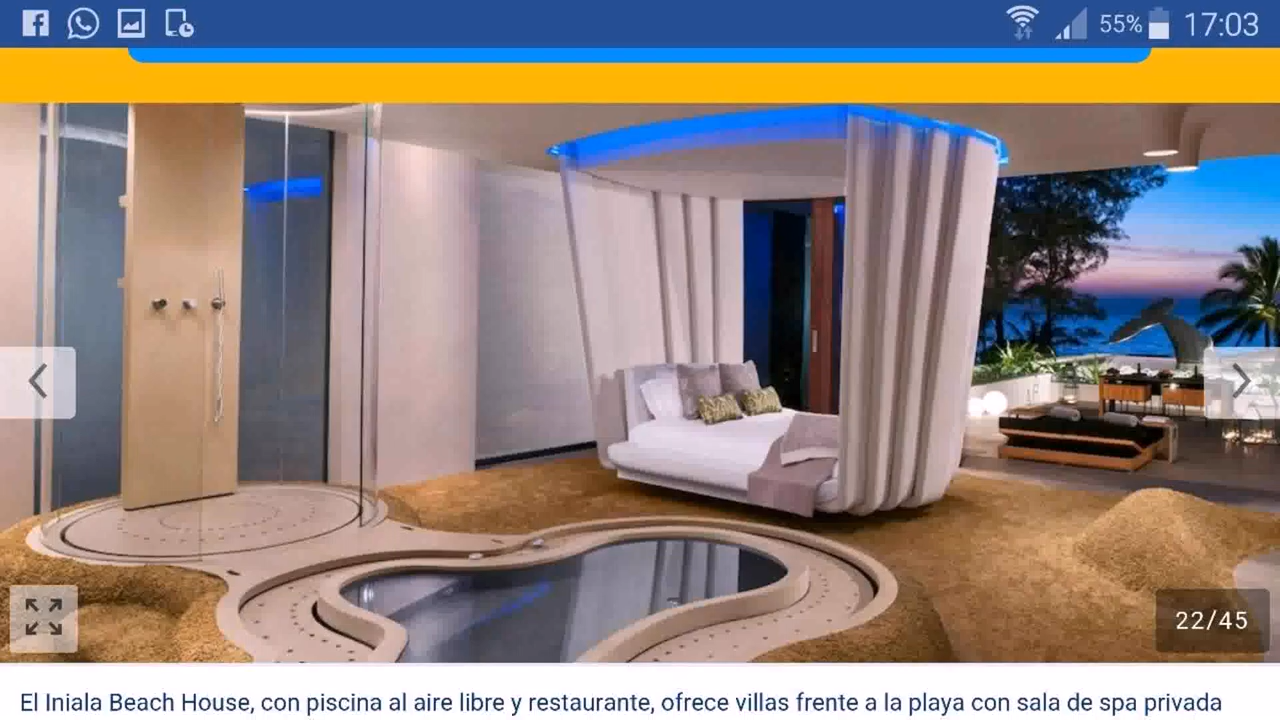 55% 17:03
22/45
El Iniala Beach House, con piscina al aire libre y restaurante, ofrece villas frente a la playa con sala de spa privada